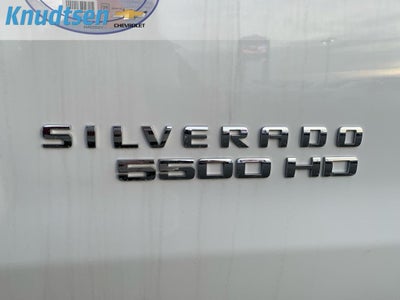 Knudtsen
CHEVROLET
SILVERADO
5500 HD